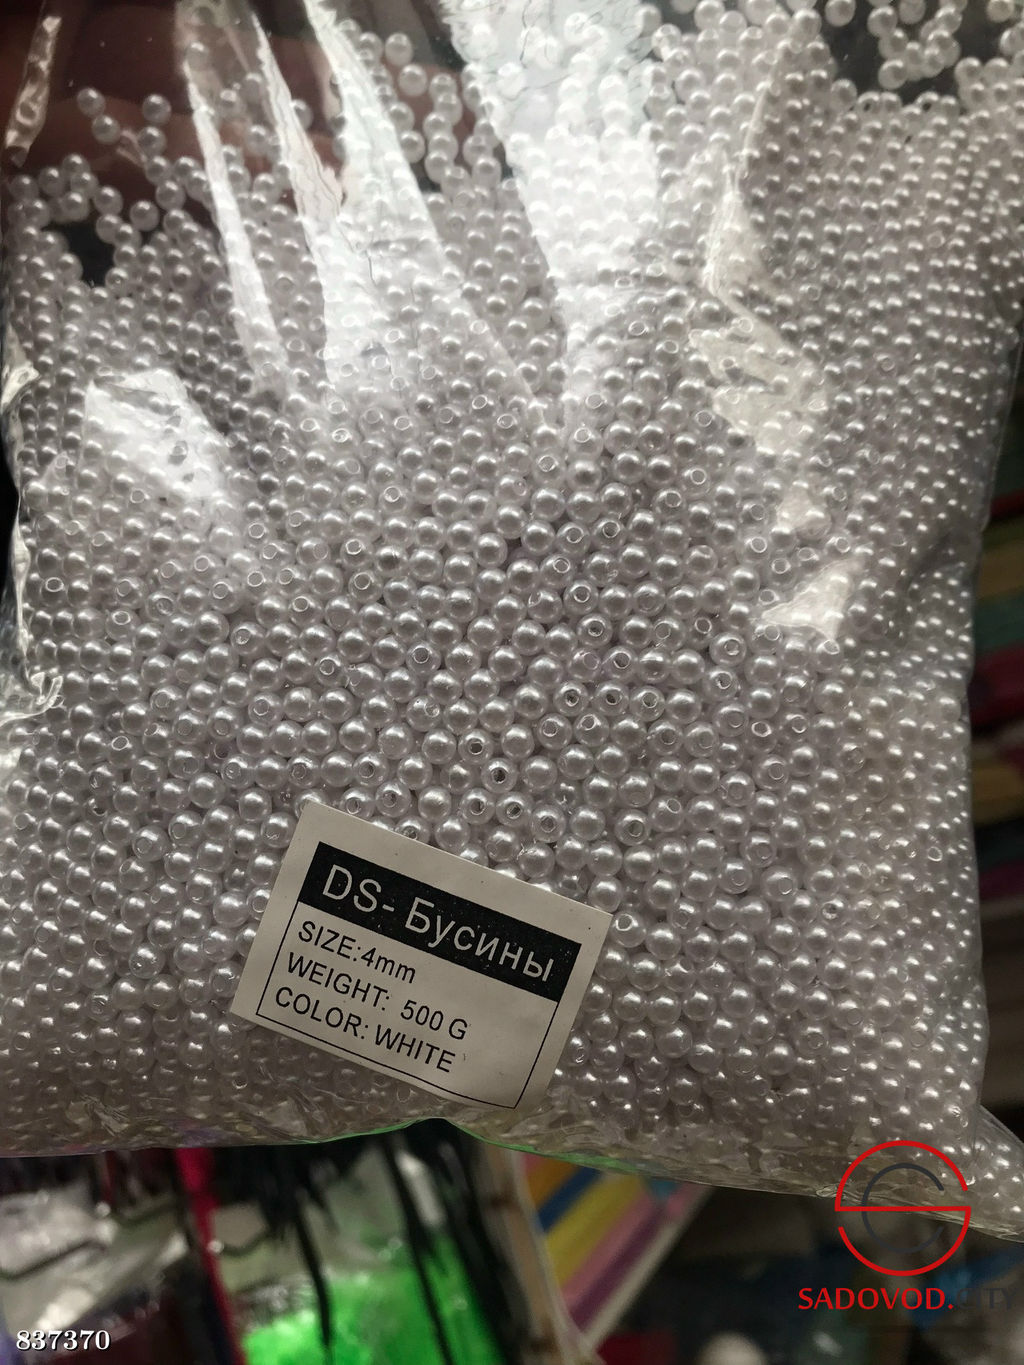 DS- Бусины
SIZE:4mm
WEIGHT: 500 G
COLOR: WHITE
SADOVOD.CITY
837370